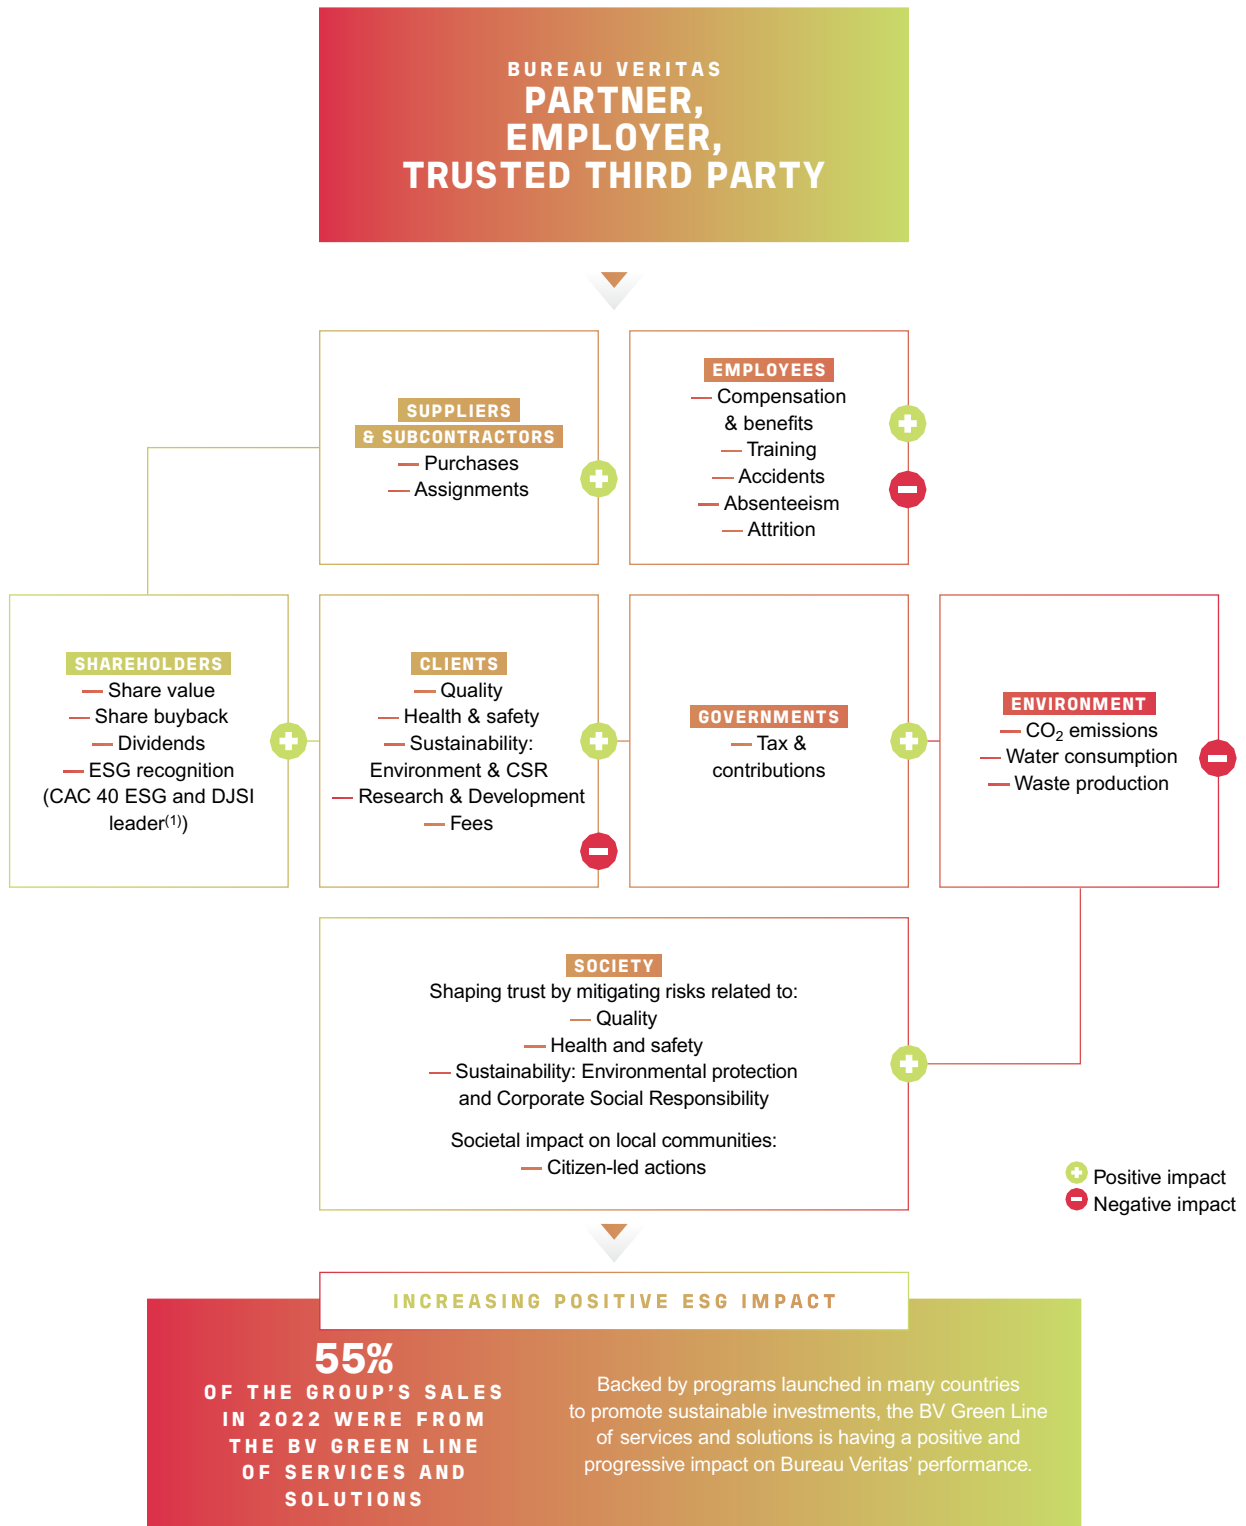 BUREAU VERITAS
PARTNER,
EMPLOYER,
TRUSTED THIRD PARTY
SUPPLIERS
& SUBCONTRACTORS
— Purchases
— Assignments
EMPLOYEES
— Compensation
& benefits
— Training
— Accidents
— Absenteeism
— Attrition
SHAREHOLDERS
— Share value
— Share buyback
— Dividends
— ESG recognition
(CAC 40 ESG and DJSI
leader(1))
CLIENTS
— Quality
— Health & safety
— Sustainability:
Environment & CSR
— Research & Development
— Fees
GOVERNMENTS
— Tax &
contributions
ENVIRONMENT
— CO2 emissions
— Water consumption
— Waste production
SOCIETY
Shaping trust by mitigating risks related to:
— Quality
— Health and safety
— Sustainability: Environmental protection
and Corporate Social Responsibility
Societal impact on local communities:
— Citizen-led actions
Positive impact
Negative impact
INCREASING POSITIVE ESG IMPACT
55%
OF THE GROUP'S SALES
IN 2022 WERE FROM
THE BV GREEN LINE
OF SERVICES AND
SOLUTIONS
Backed by programs launched in many countries
to promote sustainable investments, the BV Green Line
of services and solutions is having a positive and
progressive impact on Bureau Veritas' performance.